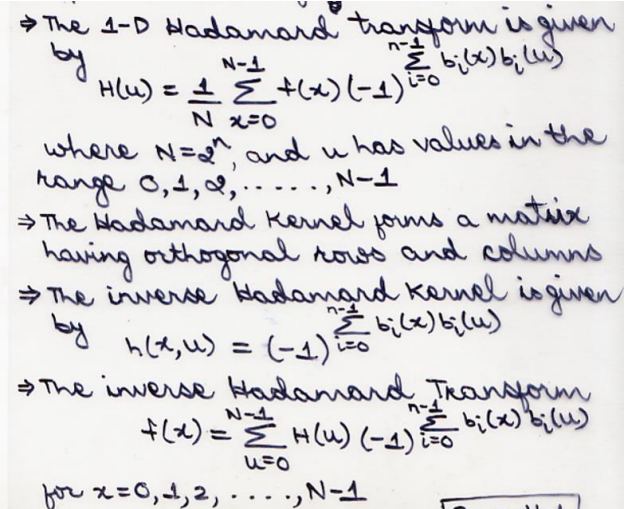 ⇒ The 1-D Hadamard transform is given
by H(u) = 1/N Σ_{x=0}^{N-1} f(x) (-1)^{Σ_{i=0}^{n-1} b_i(x) b_i(u)}
where N=2^n, and u has values in the
range 0, 1, 2, ....., N-1
⇒ The Hadamard Kernel forms a matrix
having orthogonal rows and columns
⇒ The inverse Hadamard Kernel is given
by h(x,u) = (-1)^{Σ_{i=0}^{n-1} b_i(x) b_i(u)}
⇒ The inverse Hadamard Transform
f(x) = Σ_{u=0}^{N-1} H(u) (-1)^{Σ_{i=0}^{n-1} b_i(x) b_i(u)}
for x=0, 1, 2, ...., N-1